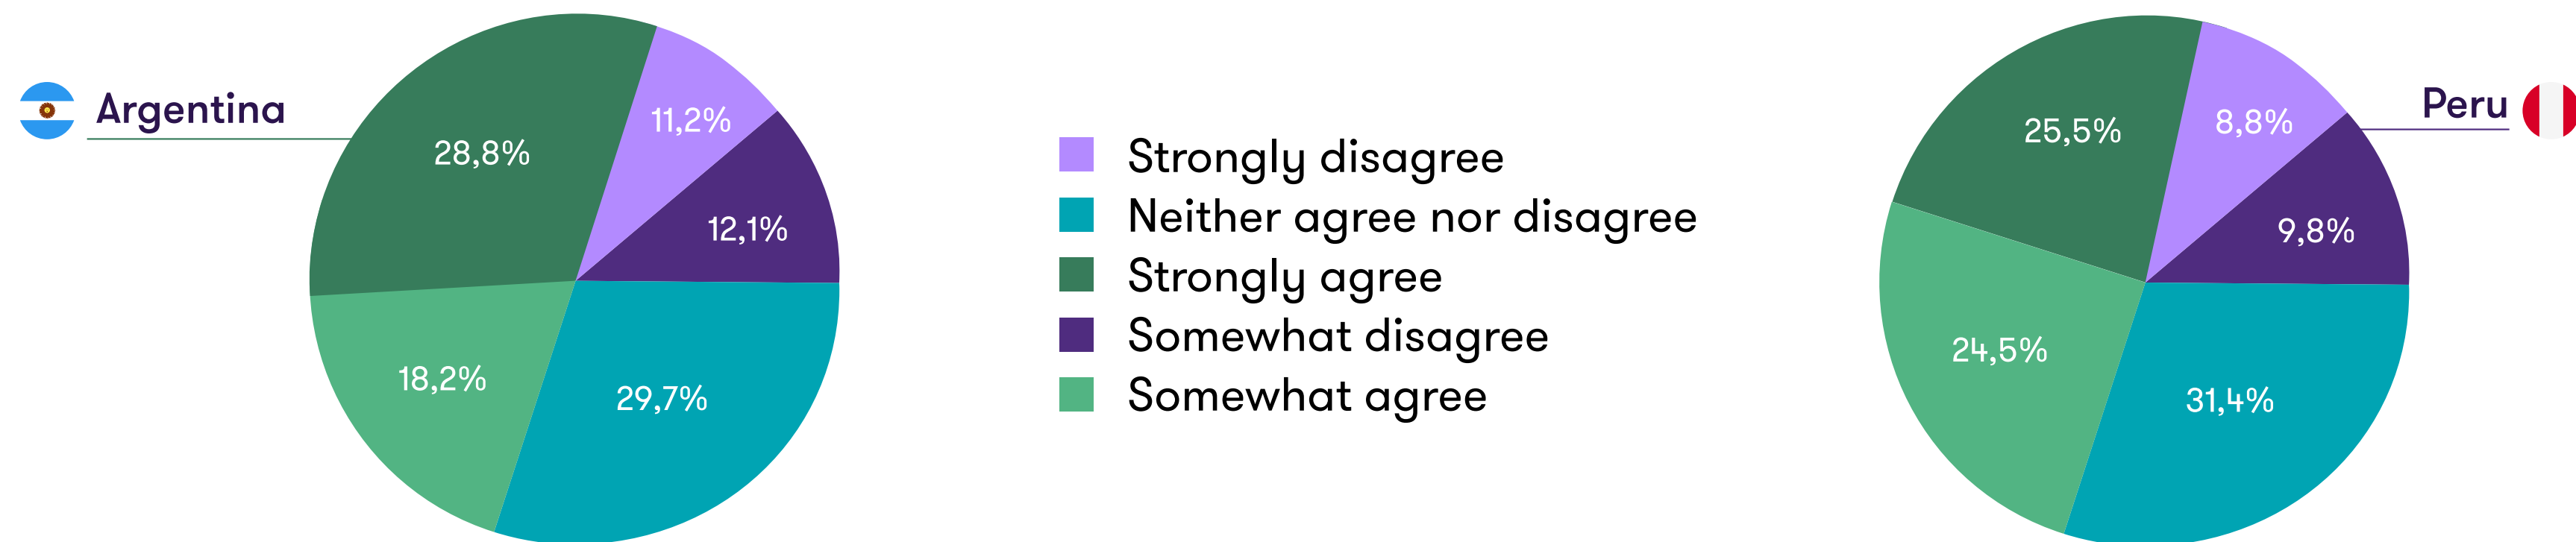 Argentina
28,8%
11,2%
12,1%
18,2%
29,7%
Strongly disagree
Neither agree nor disagree
Strongly agree
Somewhat disagree
Somewhat agree
Peru
25,5%
8,8%
9,8%
24,5%
31,4%